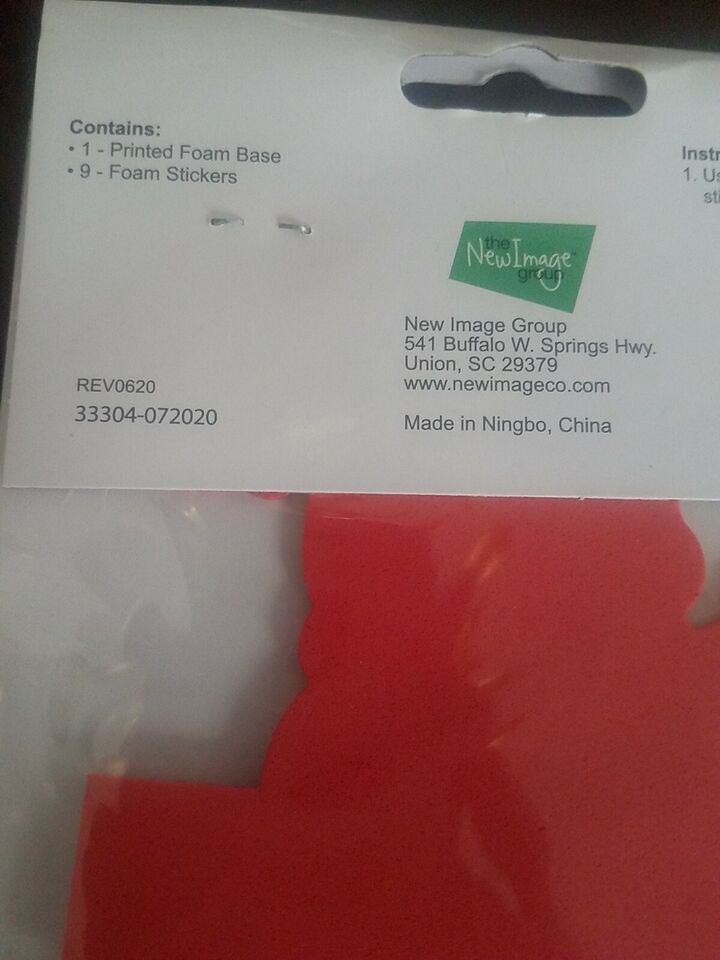 Contains:
• 1 - Printed Foam Base
• 9 - Foam Stickers
REV0620
33304-072020
the
NewImage
group
New Image Group
541 Buffalo W. Springs Hwy.
Union, SC 29379
www.newimageco.com
Made in Ningbo, China
1.